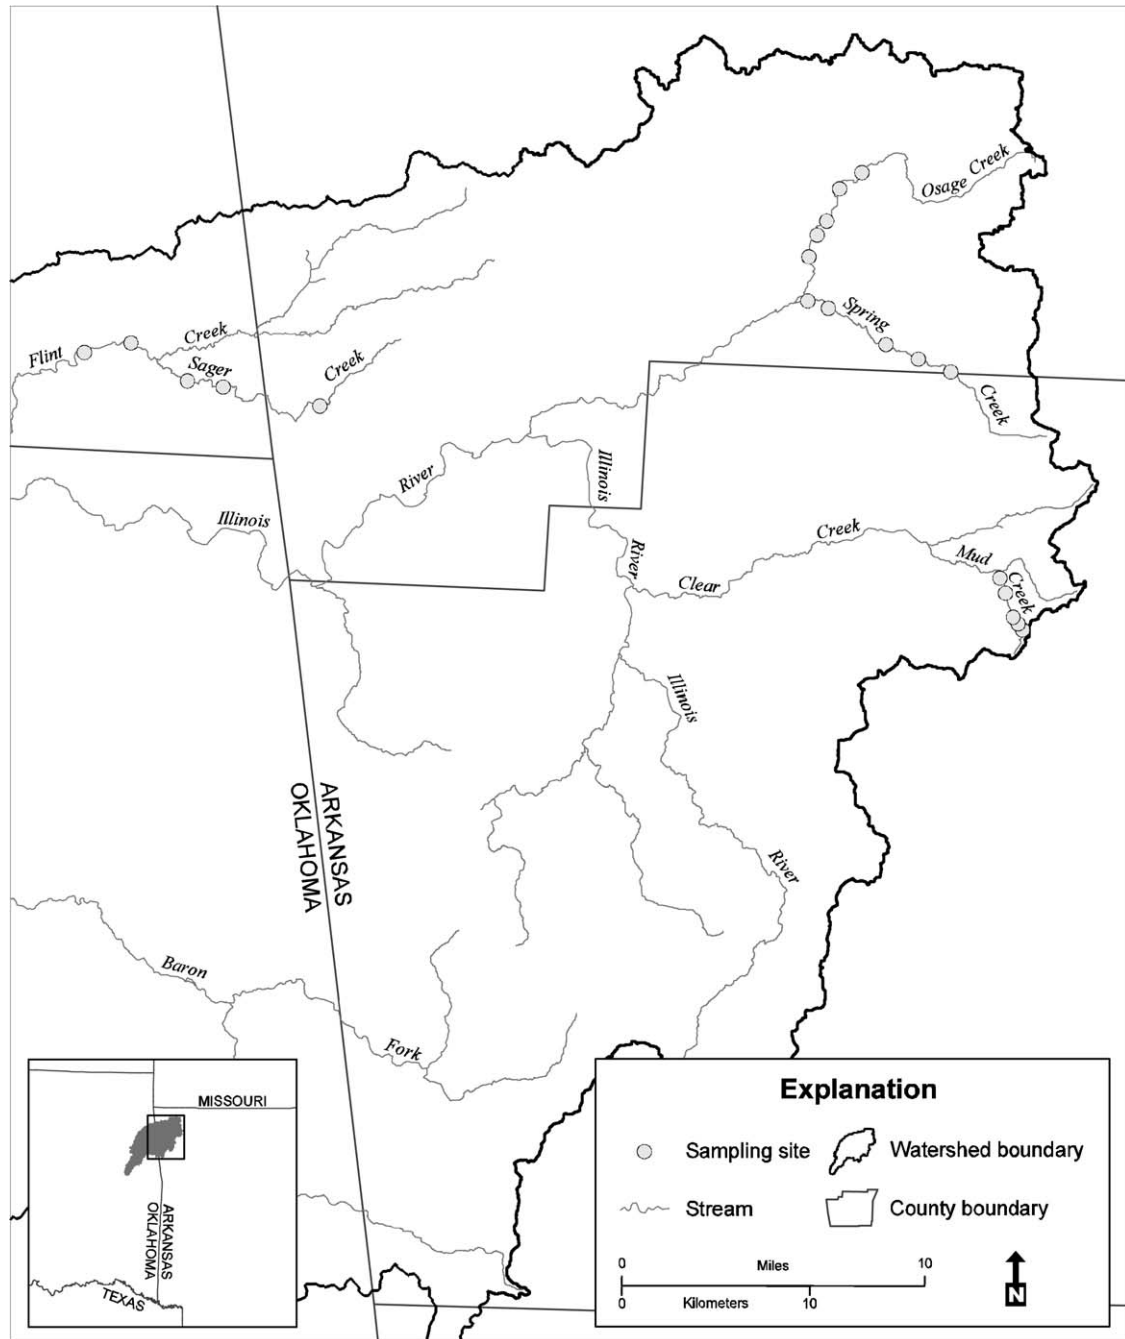 Osage Creek
Spring
Creek
Flint
Creek
Sager
Creek
River
Illinois
Illinois
River
Creek
Clear
Mud
Creek
Illinois
River
ARKANSAS
OKLAHOMA
Baron
Fork
MISSOURI
ARKANSAS
OKLAHOMA
TEXAS
Explanation
Sampling site
Watershed boundary
Stream
County boundary
0 Miles 10
0 Kilometers 10
N